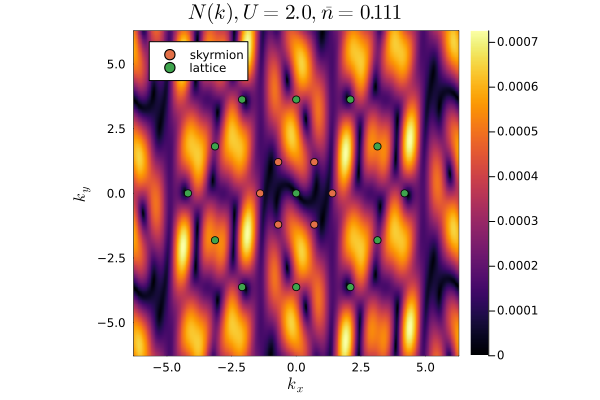 N(k), U = 2.0, n̄ = 0.111
skyrmion
lattice
5.0
2.5
0.0
−2.5
−5.0
k_y
−5.0 −2.5 0.0 2.5 5.0
k_x
0.0007
0.0006
0.0005
0.0004
0.0003
0.0002
0.0001
0